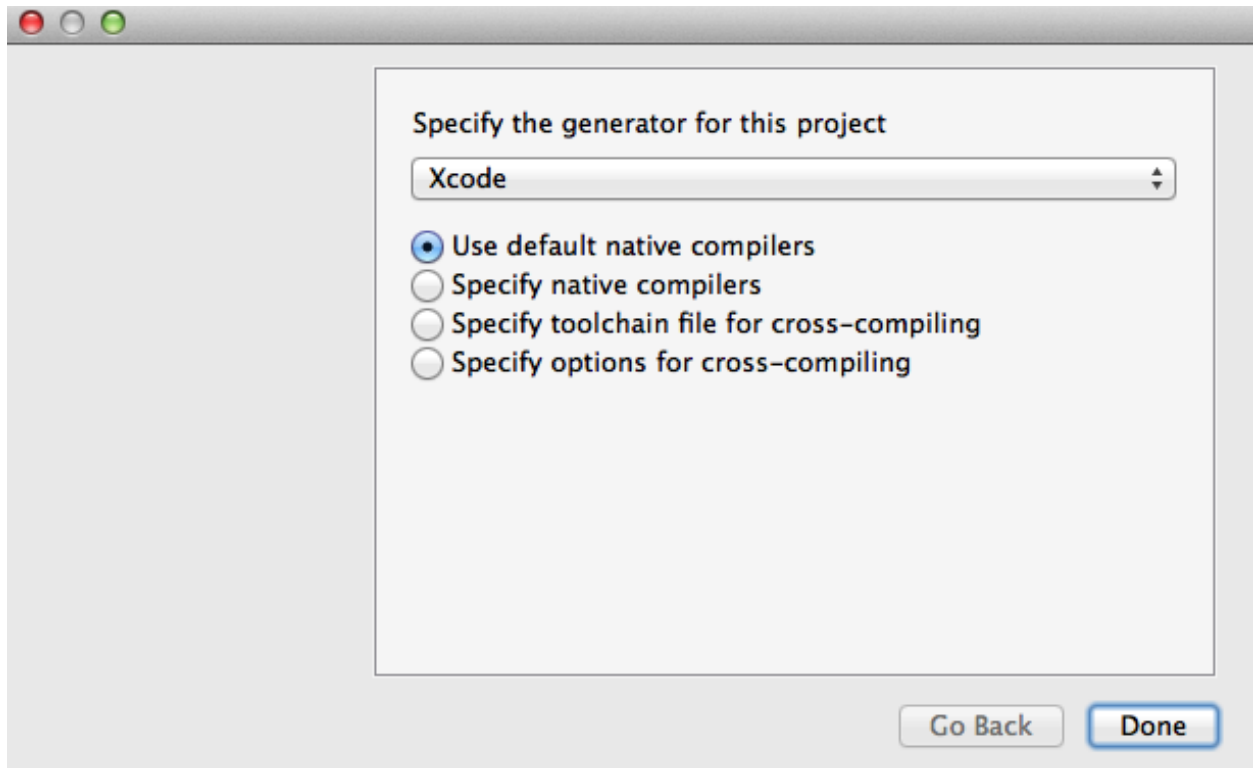 Specify the generator for this project
Xcode
Use default native compilers
Specify native compilers
Specify toolchain file for cross-compiling
Specify options for cross-compiling
Go Back
Done